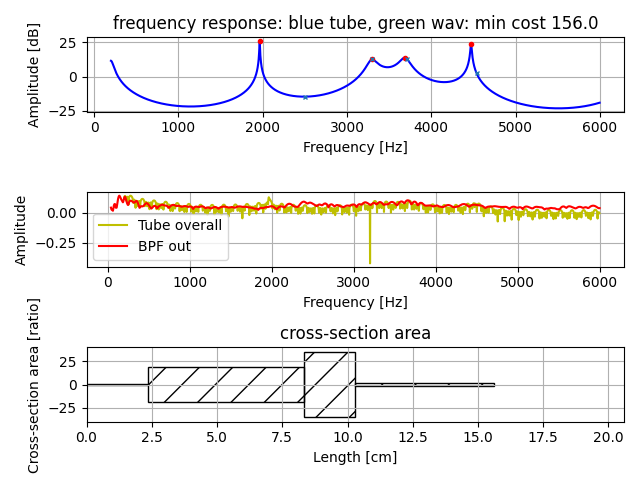 frequency response: blue tube, green wav: min cost 156.0
Amplitude [dB]
25
0
−25
0 1000 2000 3000 4000 5000 6000
Frequency [Hz]
Amplitude
0.00
−0.25
Tube overall
BPF out
0 1000 2000 3000 4000 5000 6000
Frequency [Hz]
cross-section area
Cross-section area [ratio]
25
0
−25
0.0 2.5 5.0 7.5 10.0 12.5 15.0 17.5 20.0
Length [cm]